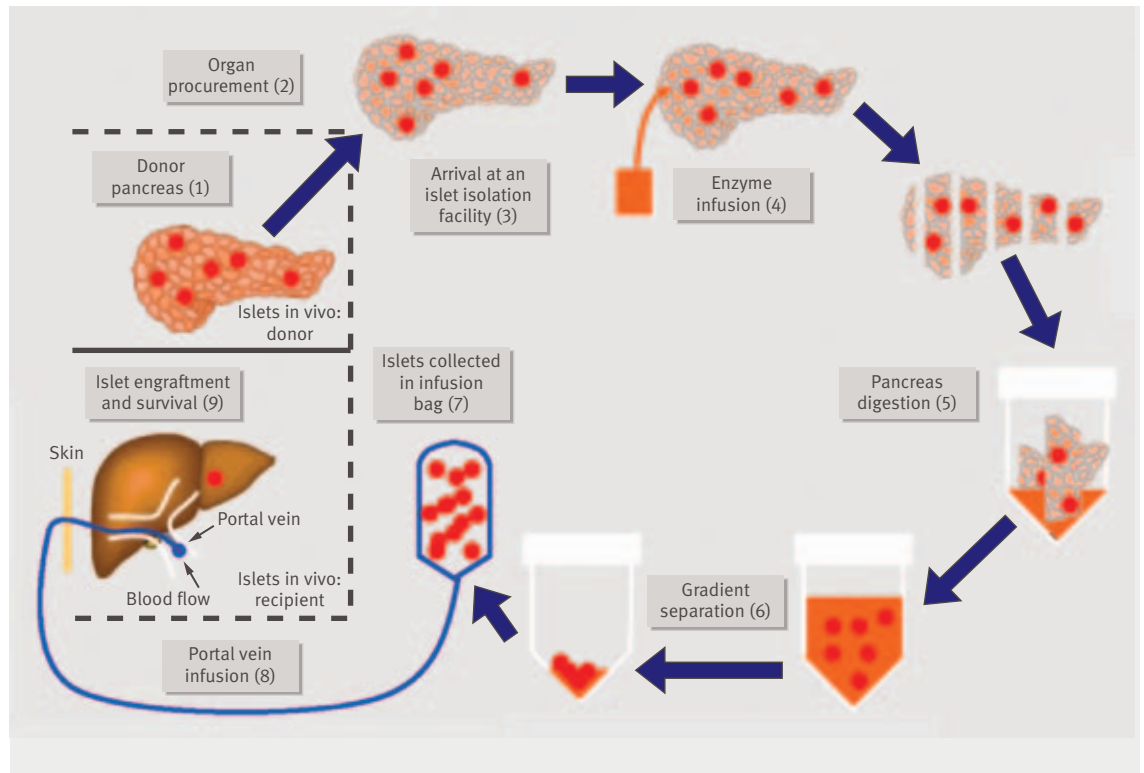 Organ
procurement (2)
Donor
pancreas (1)
Islets in vivo:
donor
Arrival at an
islet isolation
facility (3)
Enzyme
infusion (4)
Pancreas
digestion (5)
Gradient
separation (6)
Islets collected
in infusion
bag (7)
Portal vein
infusion (8)
Islet engraftment
and survival (9)
Skin
Portal vein
Blood flow
Islets in vivo:
recipient